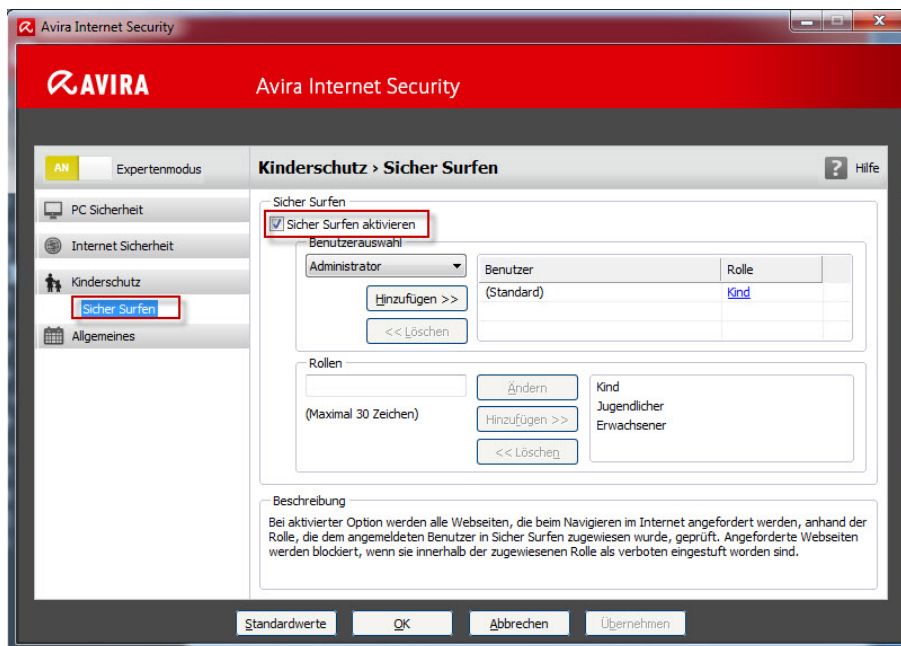 Avira Internet Security
AVIRA
Avira Internet Security
AN
Expertenmodus
Kinderschutz › Sicher Surfen
? Hilfe
PC Sicherheit
Internet Sicherheit
Kinderschutz
Sicher Surfen
Allgemeines
Sicher Surfen
Sicher Surfen aktivieren
Benutzerauswahl
Administrator
Hinzufügen >>
<< Löschen
Benutzer Rolle
(Standard) Kind
Rollen
(Maximal 30 Zeichen)
Ändern
Hinzufügen >>
<< Löschen
Kind
Jugendlicher
Erwachsener
Beschreibung
Bei aktivierter Option werden alle Webseiten, die beim Navigieren im Internet angefordert werden, anhand der
Rolle, die dem angemeldeten Benutzer in Sicher Surfen zugewiesen wurde, geprüft. Angeforderte Webseiten
werden blockiert, wenn sie innerhalb der zugewiesenen Rolle als verboten eingestuft worden sind.
Standardwerte
OK
Abbrechen
Übernehmen